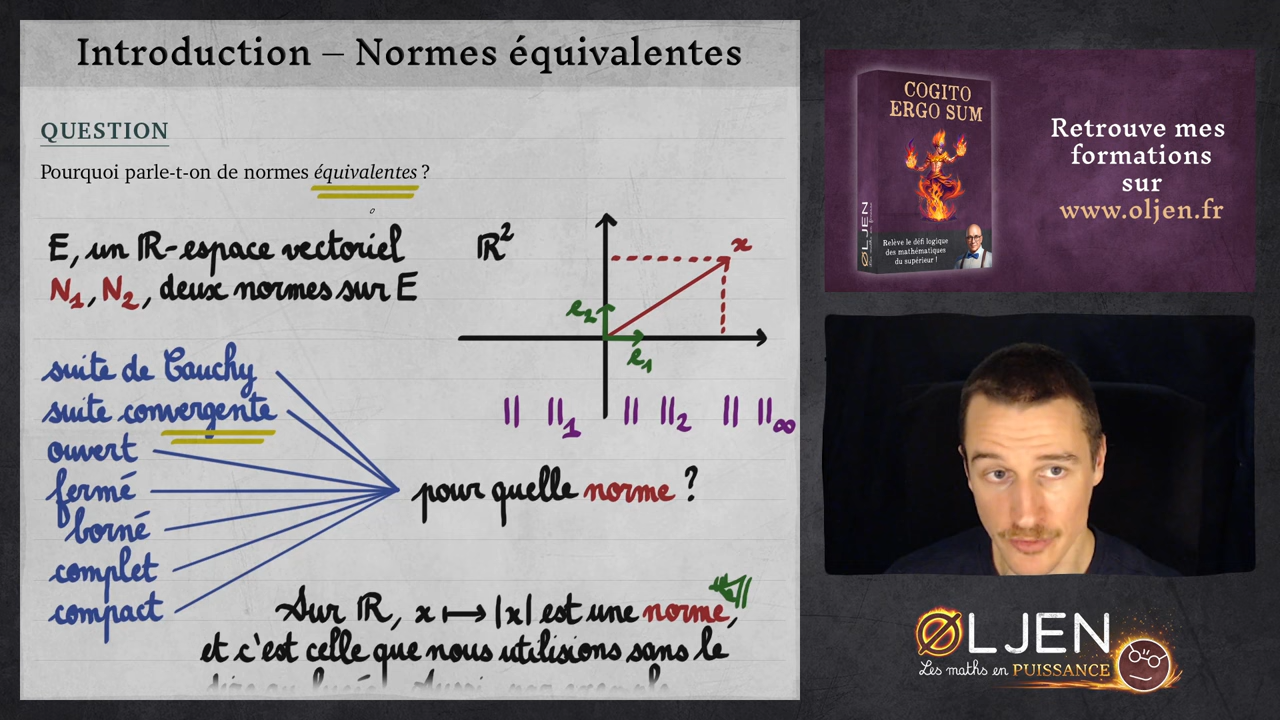 Introduction – Normes équivalentes
QUESTION
Pourquoi parle-t-on de normes équivalentes ?
E, un ℝ-espace vectoriel
N₁, N₂, deux normes sur E
ℝ²
x
e₂
e₁
|| ||₁ || ||₂ || ||∞
suite de Cauchy
suite convergente
ouvert
fermé
borné
complet
compact
pour quelle norme ?
Sur ℝ, x ⟼ |x| est une norme,
et c'est celle que nous utilisions sans le
COGITO
ERGO SUM
OLJEN
Relève le défi logique
des mathématiques
du supérieur !
Retrouve mes
formations
sur
www.oljen.fr
ØLJEN
Les maths en PUISSANCE